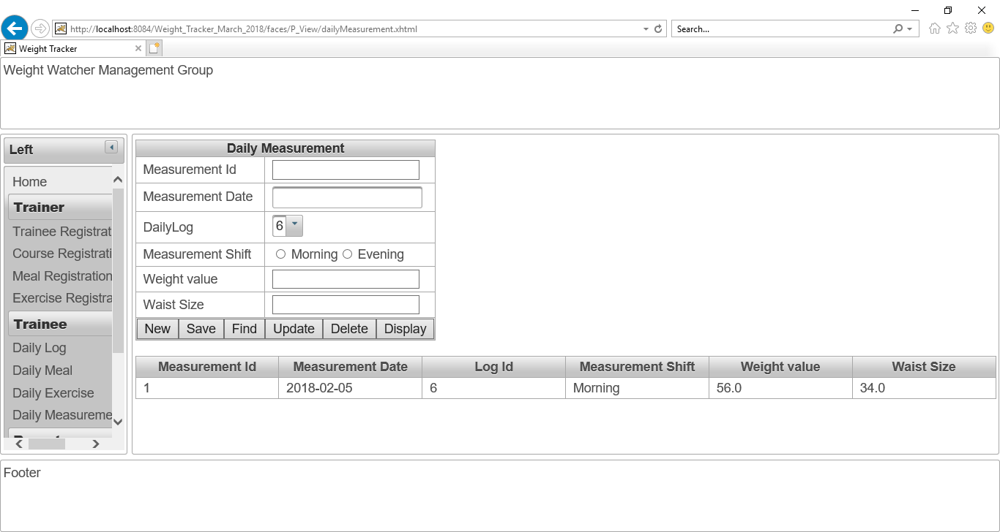 http://localhost:8084/Weight_Tracker_March_2018/faces/P_View/dailyMeasurement.xhtml
Search...
Weight Tracker
Weight Watcher Management Group
Left
Home
Trainer
Trainee Registrat
Course Registrati
Meal Registration
Exercise Registra
Trainee
Daily Log
Daily Meal
Daily Exercise
Daily Measureme
Daily Measurement
Measurement Id
Measurement Date
DailyLog 6
Measurement Shift Morning Evening
Weight value
Waist Size
New Save Find Update Delete Display
Measurement Id Measurement Date Log Id Measurement Shift Weight value Waist Size
1 2018-02-05 6 Morning 56.0 34.0
Footer